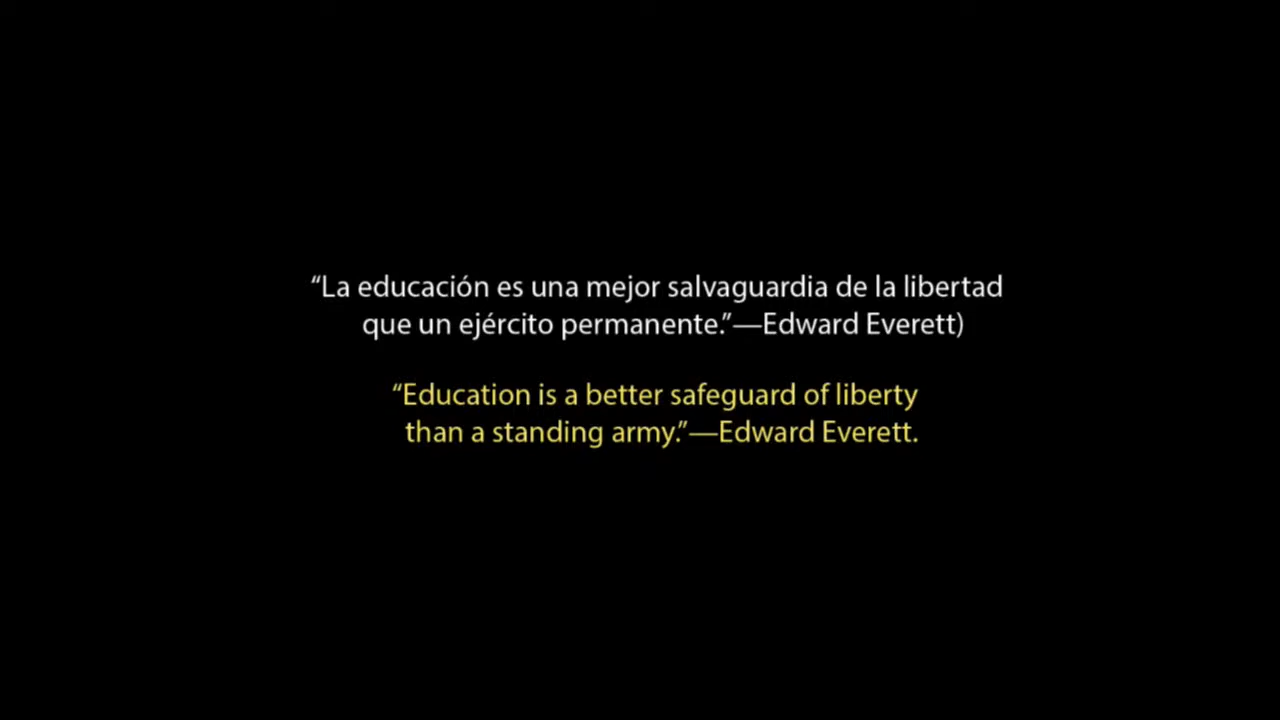 “La educación es una mejor salvaguardia de la libertad
que un ejército permanente.”—Edward Everett)
“Education is a better safeguard of liberty
than a standing army.”—Edward Everett.